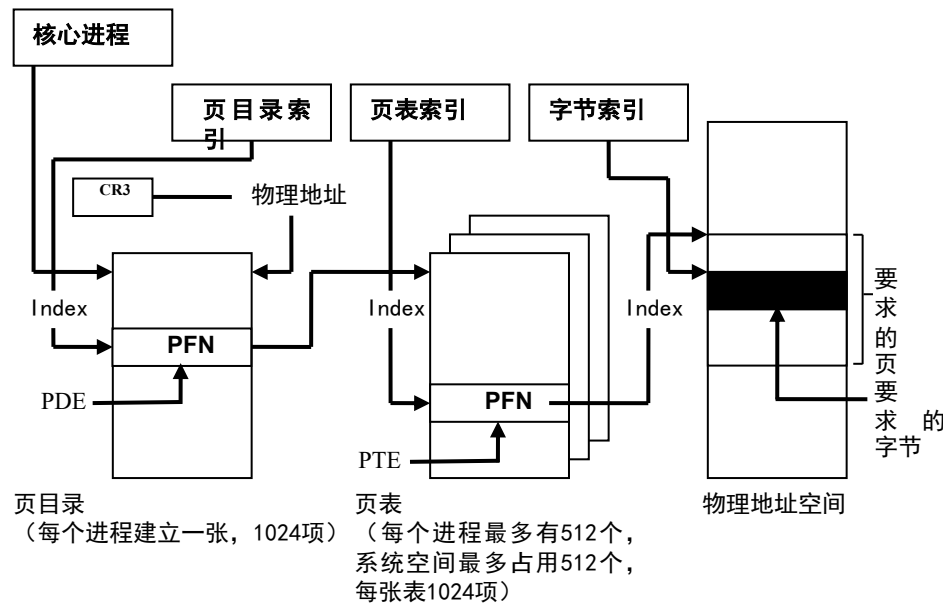 核心进程
页目录索
引
页表索引
字节索引
CR3
物理地址
Index
Index
Index
PFN
PFN
PDE
PTE
要
求
的
页
要
求 的
字节
页目录
（每个进程建立一张，1024项）
页表
（每个进程最多有512个，
系统空间最多占用512个，
每张表1024项）
物理地址空间